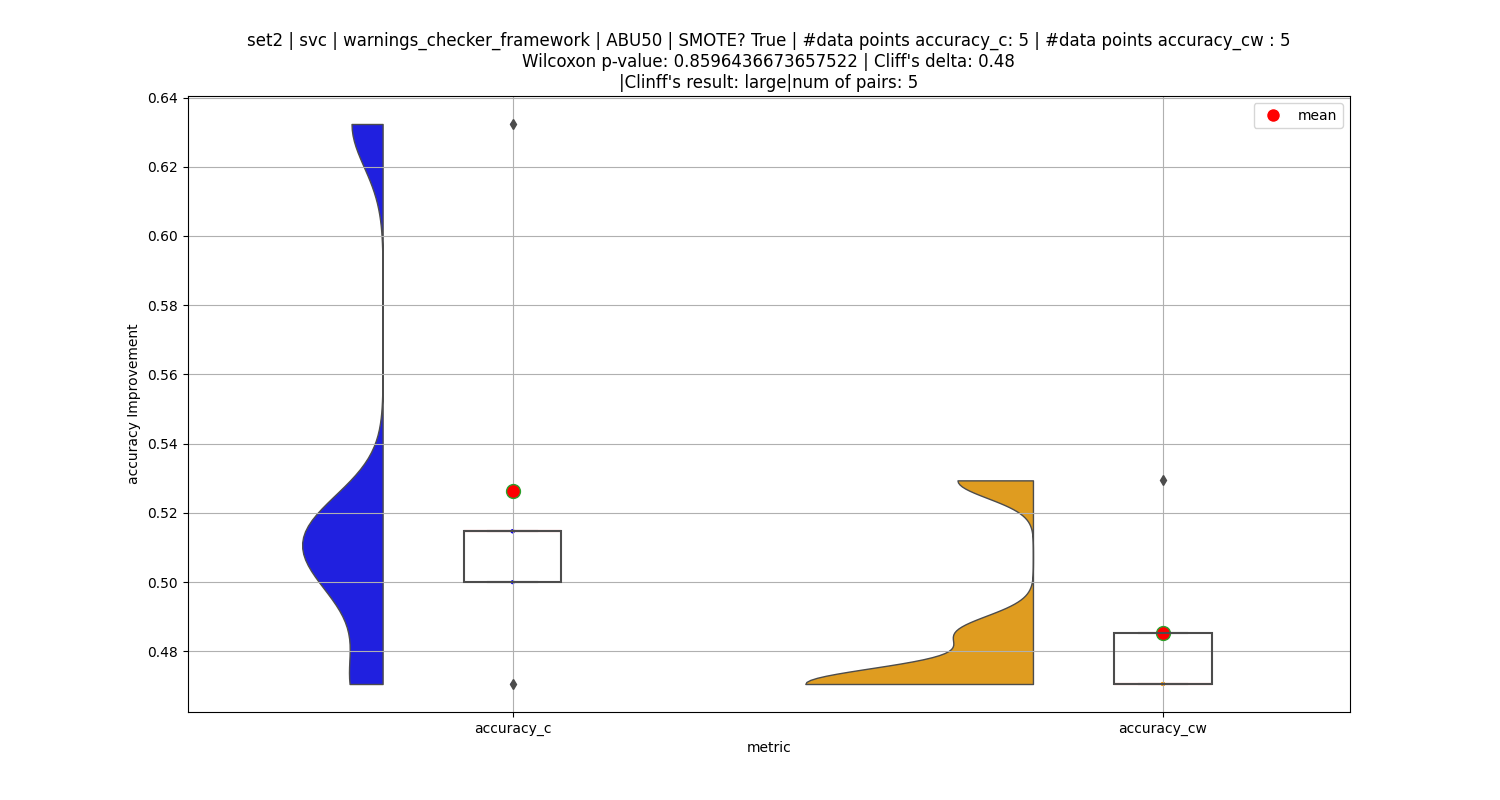 set2 | svc | warnings_checker_framework | ABU50 | SMOTE? True | #data points accuracy_c: 5 | #data points accuracy_cw : 5
Wilcoxon p-value: 0.8596436673657522 | Cliff's delta: 0.48
|Clinff's result: large|num of pairs: 5
mean
0.64
0.62
0.60
0.58
0.56
0.54
0.52
0.50
0.48
accuracy Improvement
accuracy_c
accuracy_cw
metric